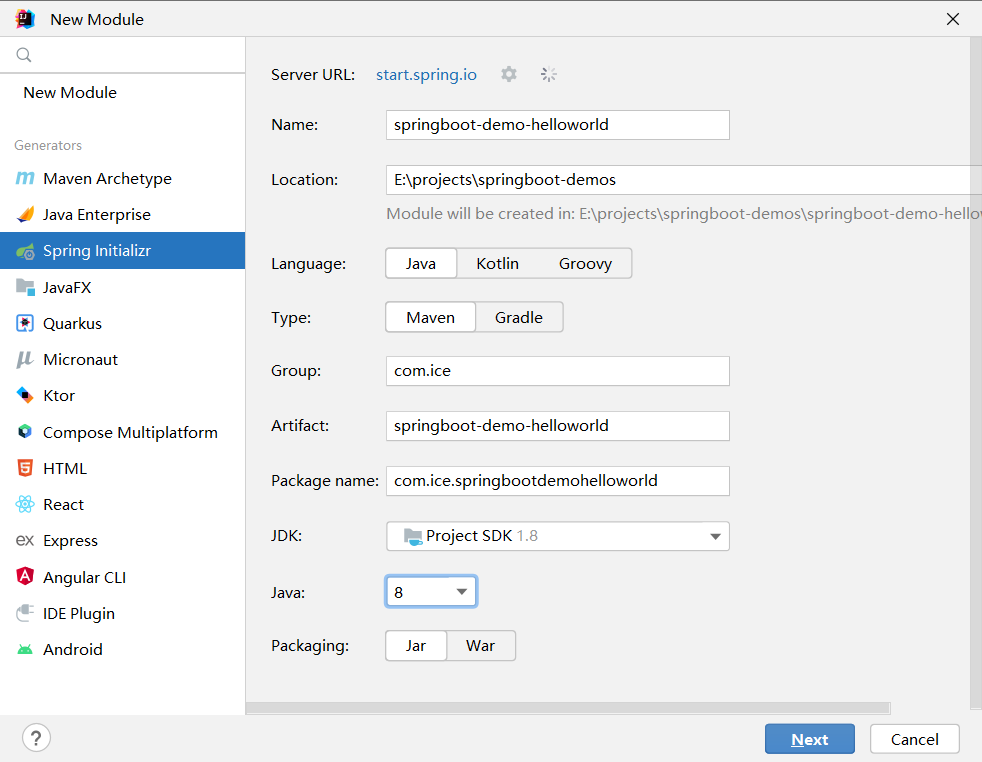 New Module
New Module
Generators
Maven Archetype
Java Enterprise
Spring Initializr
JavaFX
Quarkus
Micronaut
Ktor
Compose Multiplatform
HTML
React
ex Express
Angular CLI
IDE Plugin
Android
Server URL: start.spring.io
Name: springboot-demo-helloworld
Location: E:\projects\springboot-demos
Module will be created in: E:\projects\springboot-demos\springboot-demo-hello
Language: Java Kotlin Groovy
Type: Maven Gradle
Group: com.ice
Artifact: springboot-demo-helloworld
Package name: com.ice.springbootdemohelloworld
JDK: Project SDK 1.8
Java: 8
Packaging: Jar War
? Next Cancel